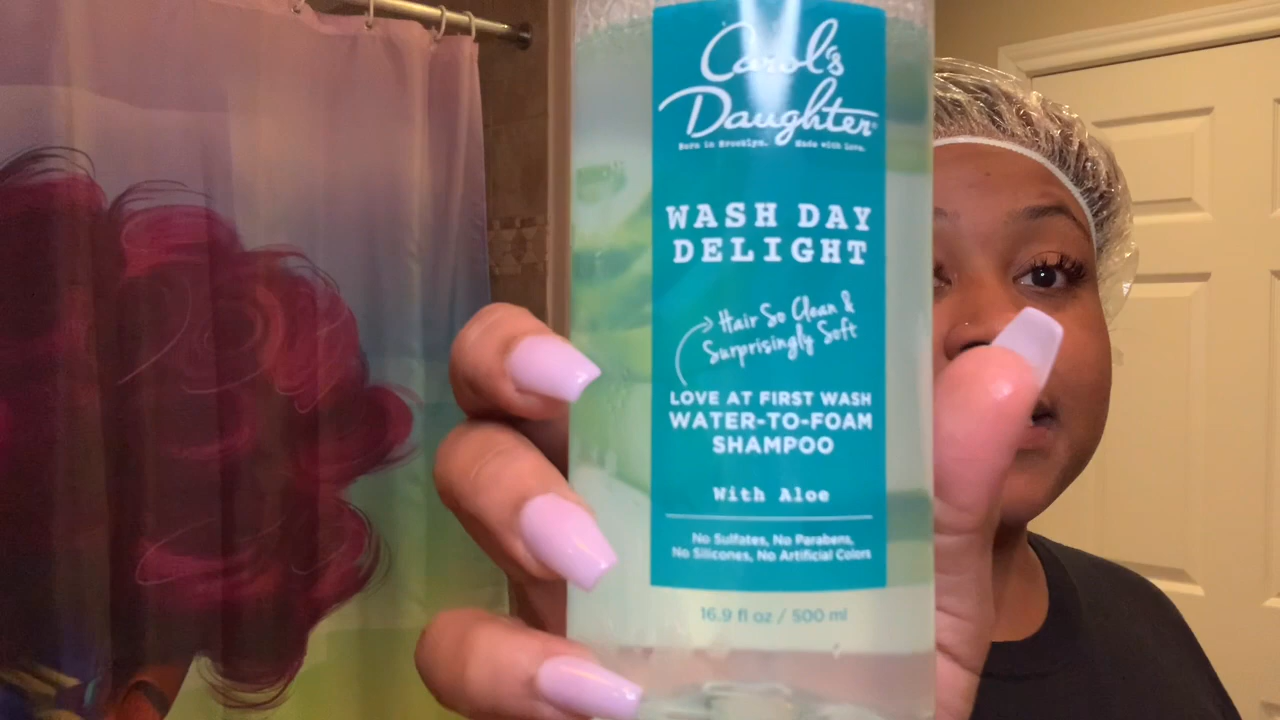 Carol's
Daughter®
Born in Brooklyn. Made with Love.
WASH DAY
DELIGHT
Hair So Clean &
Surprisingly Soft
LOVE AT FIRST WASH
WATER-TO-FOAM
SHAMPOO
With Aloe
No Sulfates, No Parabens,
No Silicones, No Artificial Colors
16.9 fl oz / 500 ml